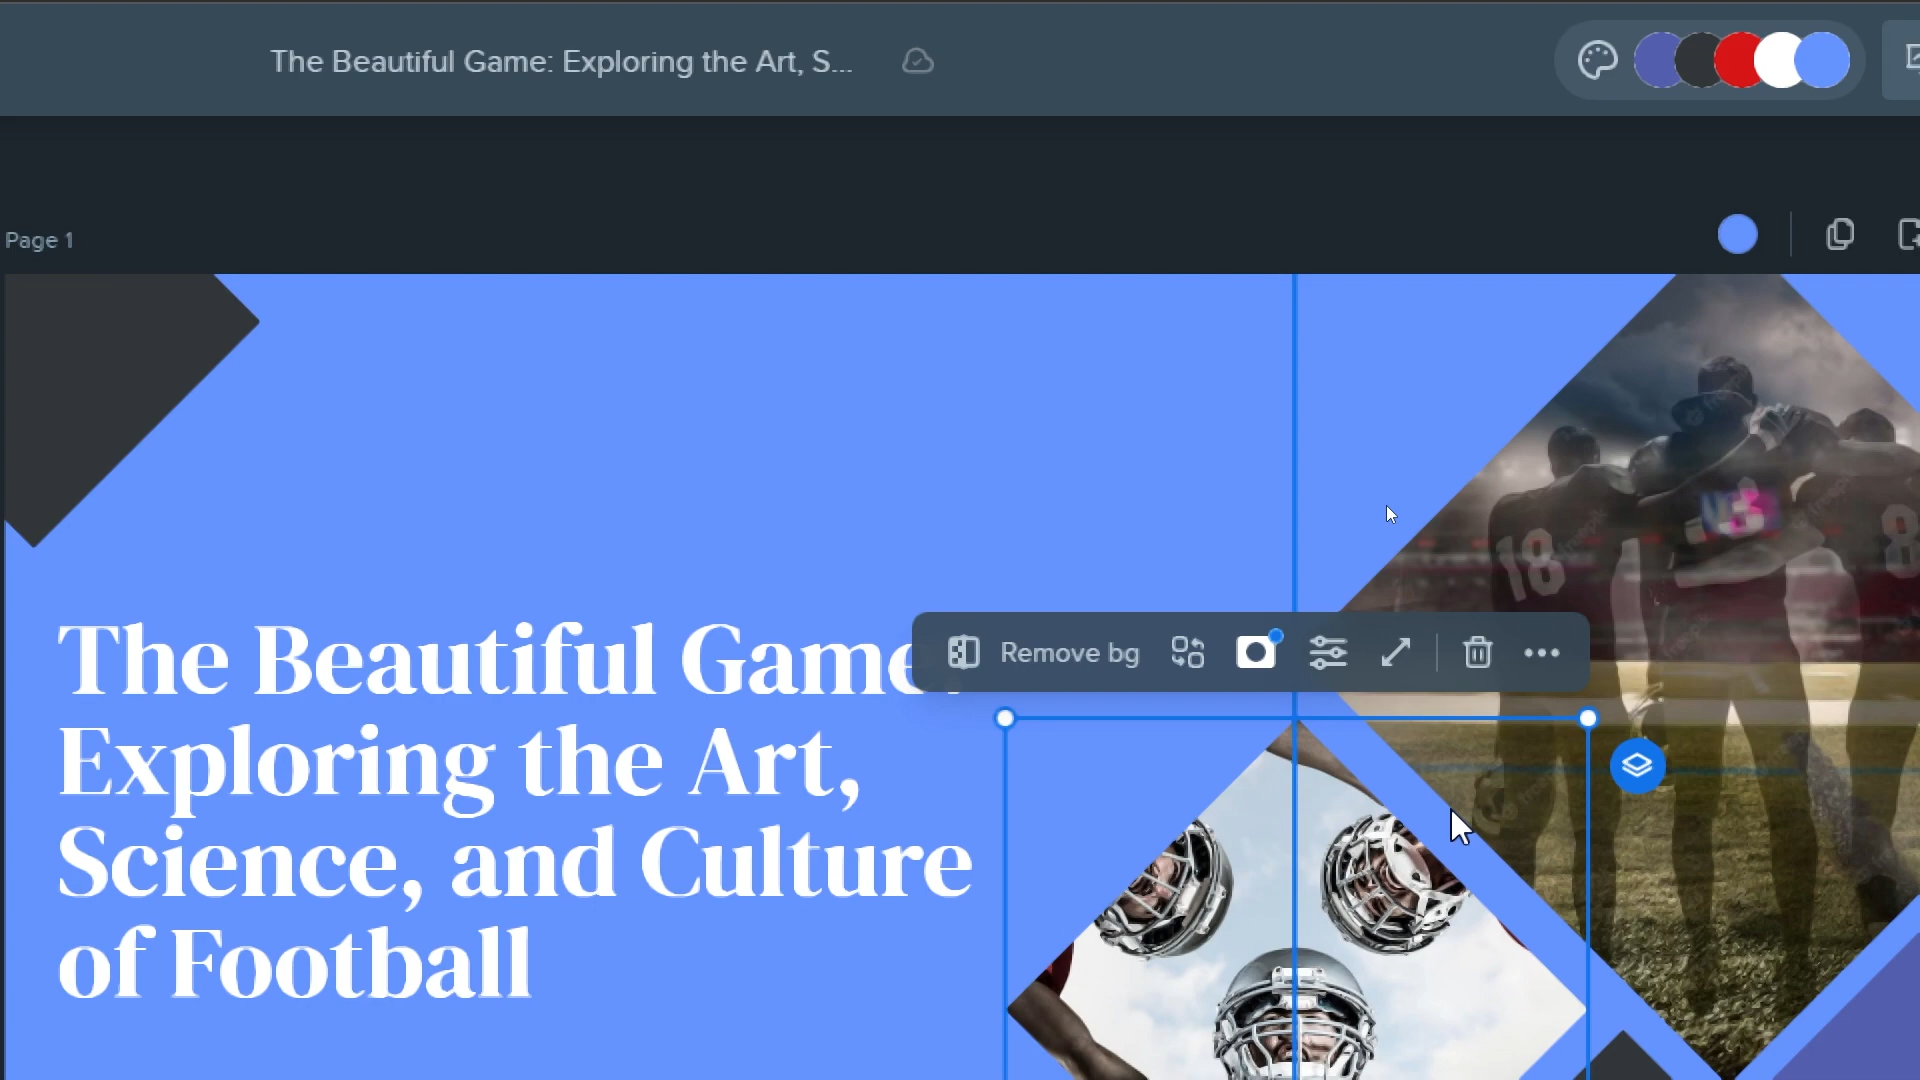 The Beautiful Game: Exploring the Art, S...
Page 1
The Beautiful Game:
Exploring the Art,
Science, and Culture
of Football
Remove bg
18
8